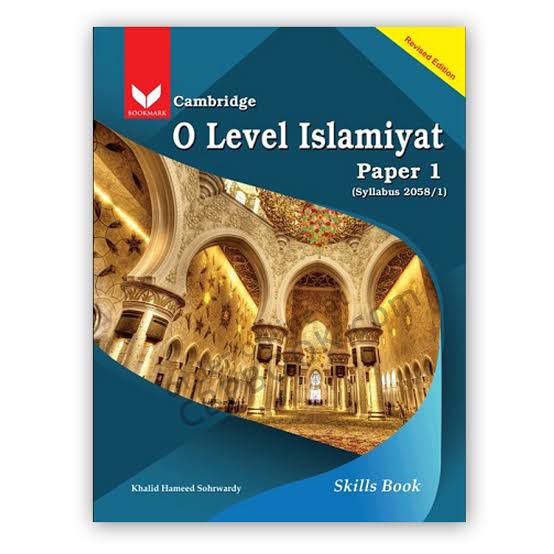 BOOKMARK
Revised Edition
Cambridge
O Level Islamiyat
Paper 1
(Syllabus 2058/1)
Khalid Hameed Sohrwardy
Skills Book